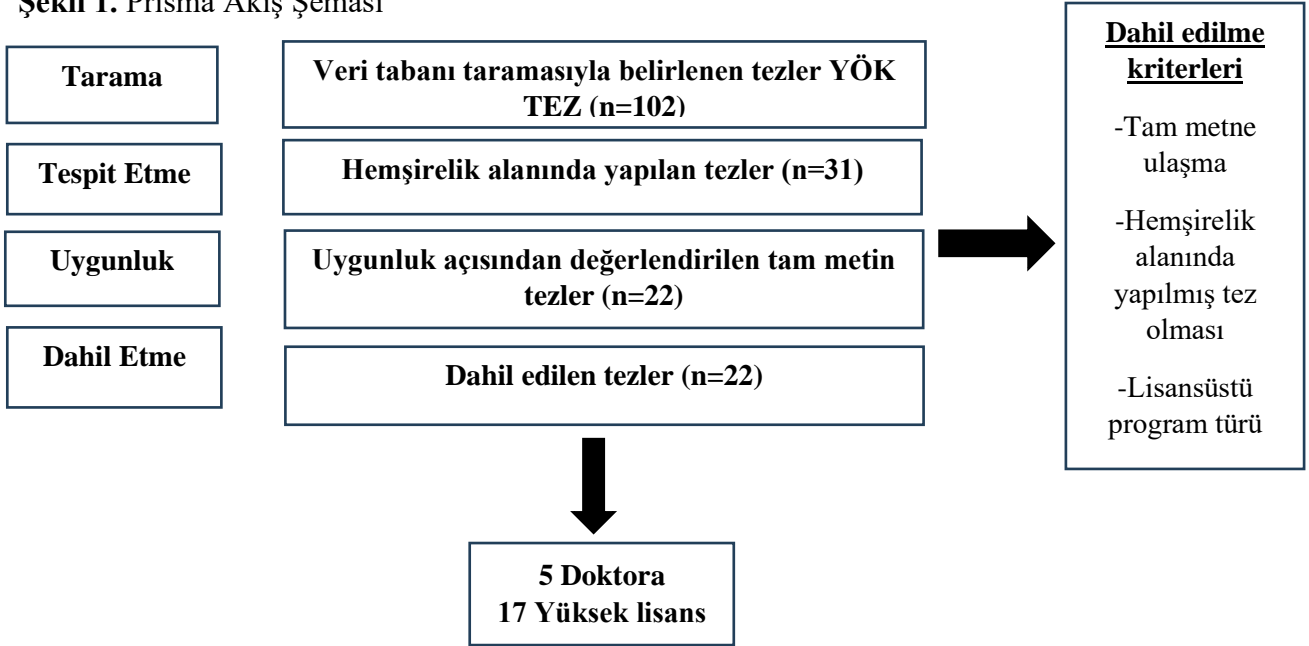 Şekil 1. Prisma Akış Şeması
Tarama
Veri tabanı taramasıyla belirlenen tezler YÖK
TEZ (n=102)
Tespit Etme
Hemşirelik alanında yapılan tezler (n=31)
Uygunluk
Uygunluk açısından değerlendirilen tam metin
tezler (n=22)
Dahil Etme
Dahil edilen tezler (n=22)
5 Doktora
17 Yüksek lisans
Dahil edilme
kriterleri
-Tam metne
ulaşma
-Hemşirelik
alanında
yapılmış tez
olması
-Lisansüstü
program türü